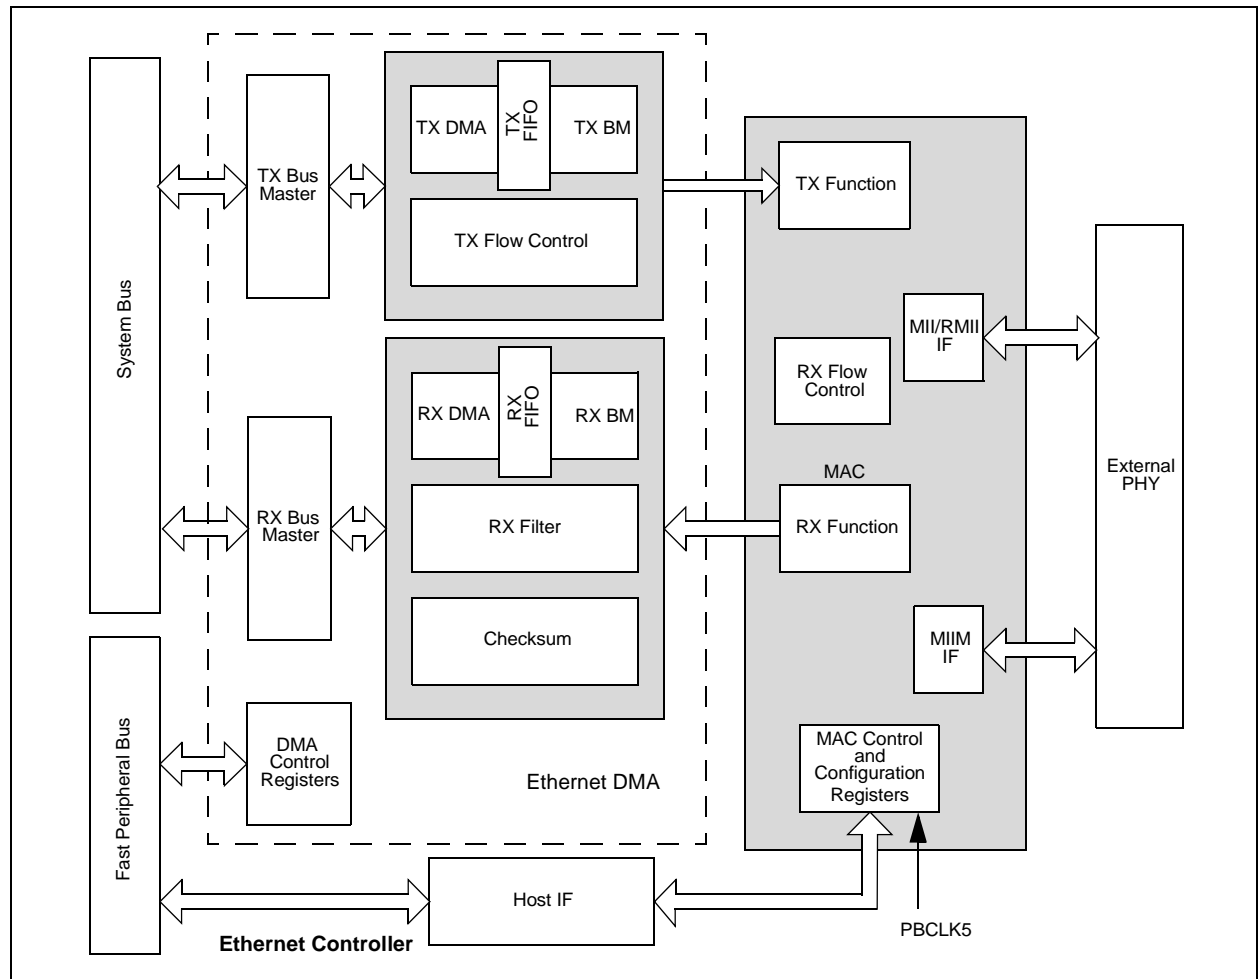 System Bus
Fast Peripheral Bus
TX Bus
Master
TX DMA
TX
FIFO
TX BM
TX Flow Control
RX Bus
Master
RX DMA
RX
FIFO
RX BM
RX Filter
Checksum
DMA
Control
Registers
Ethernet DMA
TX Function
MII/RMII
IF
RX Flow
Control
MAC
RX Function
MIIM
IF
MAC Control
and
Configuration
Registers
External
PHY
Host IF
PBCLK5
Ethernet Controller